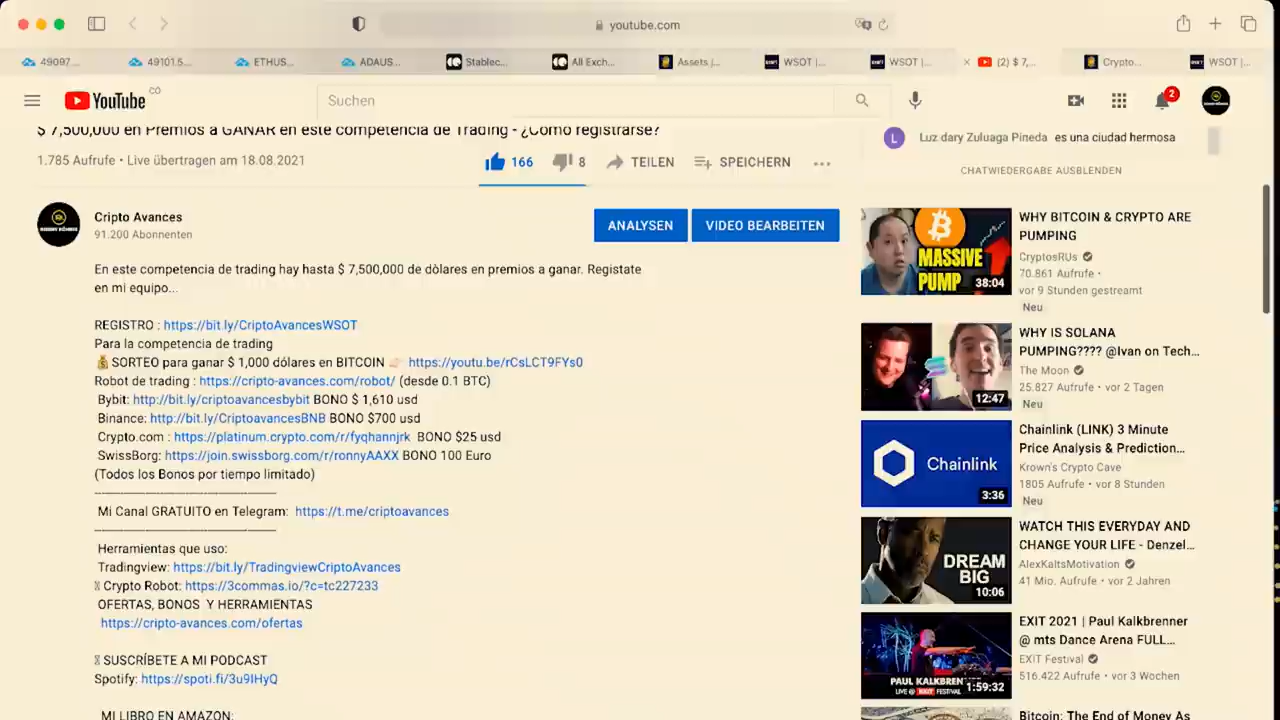 youtube.com
49097...
49101.5...
ETHUS...
ADAUS...
Stablec...
All Exch...
Assets |...
WSOT |...
WSOT |...
(2) $ 7,...
Crypto...
WSOT |...
YouTube CO
Suchen
2
$ 7,500,000 en Premios a GANAR en este competencia de Trading - ¿Cómo registrarse?
1.785 Aufrufe • Live übertragen am 18.08.2021
166
8
TEILEN
SPEICHERN
Cripto Avances
91.200 Abonnenten
ANALYSEN
VIDEO BEARBEITEN
En este competencia de trading hay hasta $ 7,500,000 de dòlares en premios a ganar. Registate
en mi equipo...
REGISTRO : https://bit.ly/CriptoAvancesWSOT
Para la competencia de trading
💰 SORTEO para ganar $ 1,000 dólares en BITCOIN 👉🏻 https://youtu.be/rCsLCT9FYs0
Robot de trading : https://cripto-avances.com/robot/ (desde 0.1 BTC)
Bybit: http://bit.ly/criptoavancesbybit BONO $ 1,610 usd
Binance: http://bit.ly/CriptoavancesBNB BONO $700 usd
Crypto.com : https://platinum.crypto.com/r/fyqhannjrk BONO $25 usd
SwissBorg: https://join.swissborg.com/r/ronnyAAXX BONO 100 Euro
(Todos los Bonos por tiempo limitado)
Mi Canal GRATUITO en Telegram: https://t.me/criptoavances
Herramientas que uso:
Tradingview: https://bit.ly/TradingviewCriptoAvances
Crypto Robot: https://3commas.io/?c=tc227233
OFERTAS, BONOS Y HERRAMIENTAS
https://cripto-avances.com/ofertas
SUSCRÍBETE A MI PODCAST
Spotify: https://spoti.fi/3u9IHyQ
MI LIBRO EN AMAZON:
L
Luz dary Zuluaga Pineda es una ciudad hermosa
CHATWIEDERGABE AUSBLENDEN
MASSIVE
PUMP
38:04
WHY BITCOIN & CRYPTO ARE
PUMPING
CryptosRUs
70.861 Aufrufe •
vor 9 Stunden gestreamt
Neu
12:47
WHY IS SOLANA
PUMPING???? @Ivan on Tech...
The Moon
25.827 Aufrufe • vor 2 Tagen
Neu
Chainlink
3:36
Chainlink (LINK) 3 Minute
Price Analysis & Prediction...
Krown's Crypto Cave
1805 Aufrufe • vor 8 Stunden
Neu
DREAM
BIG
10:06
WATCH THIS EVERYDAY AND
CHANGE YOUR LIFE - Denzel...
AlexKaltsMotivation
41 Mio. Aufrufe • vor 2 Jahren
PAUL KALKBREN
LIVE @ EXIT FESTIVAL
1:59:32
EXIT 2021 | Paul Kalkbrenner
@ mts Dance Arena FULL...
EXIT Festival
516.422 Aufrufe • vor 3 Wochen
Bitcoin: The End of Money As